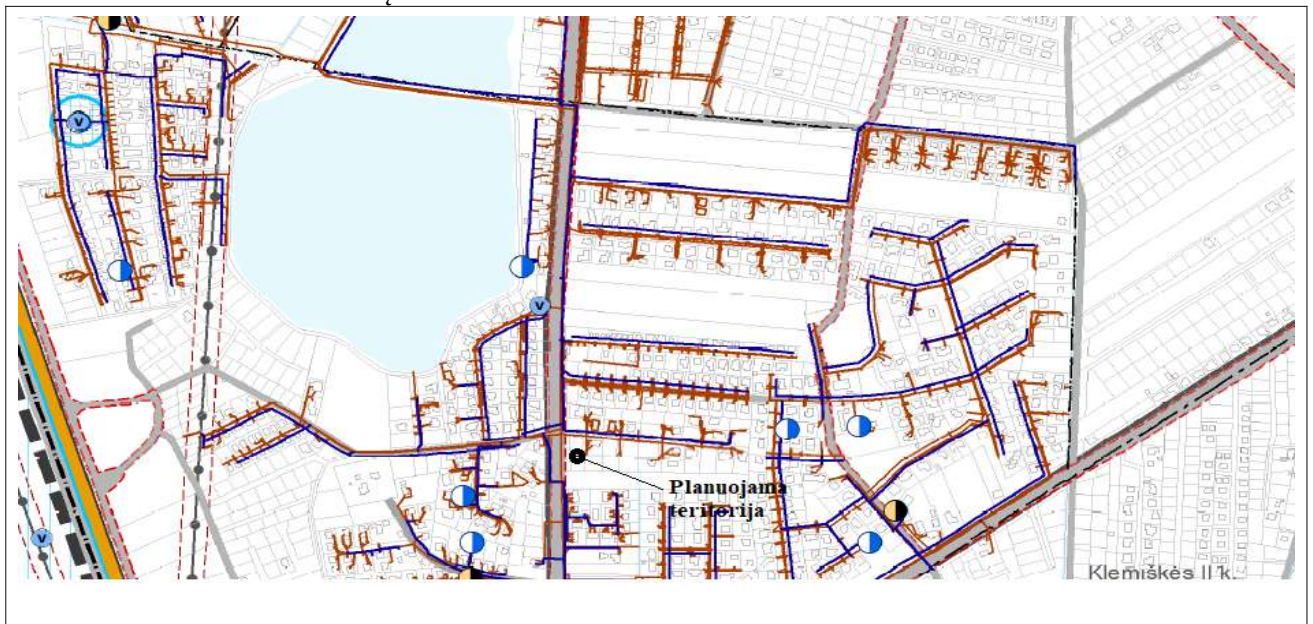 v
v
Planuojama
teritorija
v
Klemiškės II k.